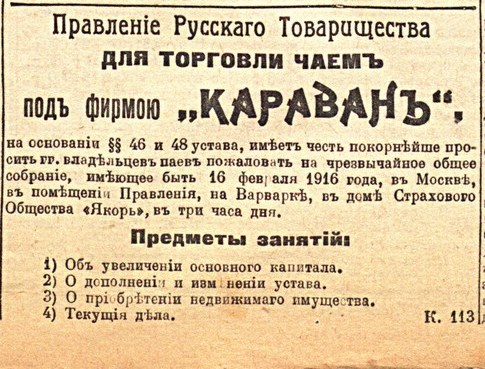 Правленіе Русскаго Товарищества
ДЛЯ ТОРГОВЛИ ЧАЕМЪ
ПОДЪ ФИРМОЮ „КАРАВАНЪ“,
на основаніи §§ 46 и 48 устава, имѣетъ честь покорнѣйше про-
сить гг. владѣльцевъ паевъ пожаловать на чрезвычайное общее
собраніе, имѣющее быть 16 февраля 1916 года, въ Москвѣ,
въ помѣщеніи Правленія, на Варваркѣ, въ домѣ Страхового
Общества «Якорь», въ три часа дня.
Предметы занятій:
1) Объ увеличеніи основного капитала.
2) О дополненіи и изм неніи устава.
3) О пріобрѣтеніи недвижимаго имущества.
4) Текущія дѣла. К. 113